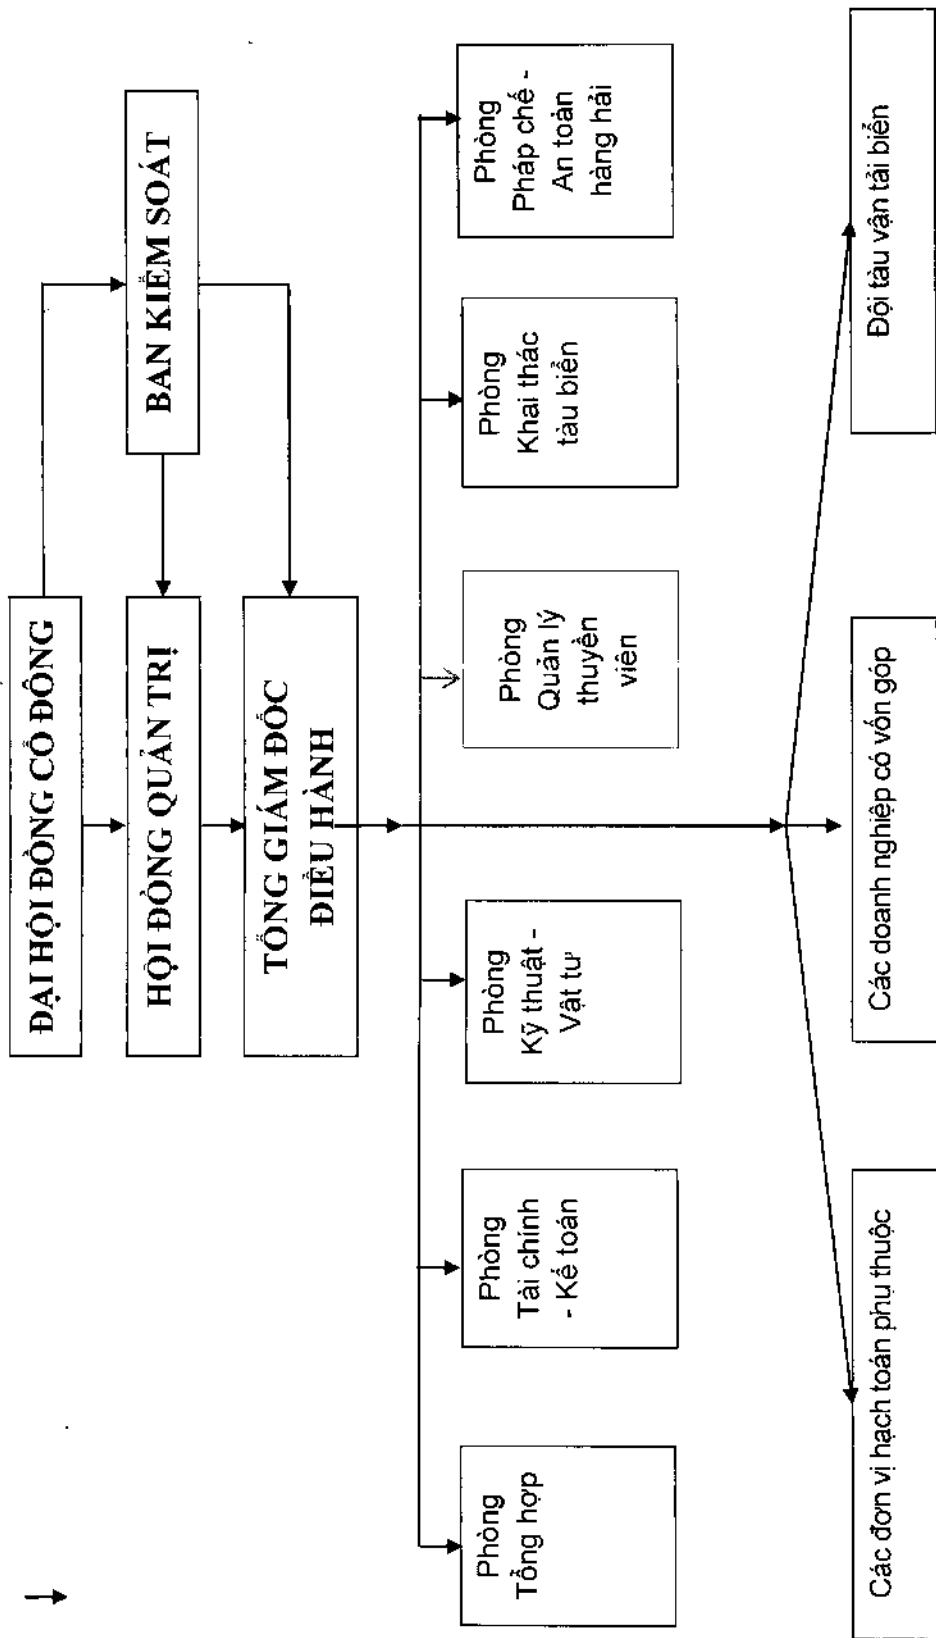 ĐẠI HỘI ĐỒNG CỔ ĐÔNG
BAN KIỂM SOÁT
HỘI ĐỒNG QUẢN TRỊ
TỔNG GIÁM ĐỐC
ĐIỀU HÀNH
Phòng
Tổng hợp
Phòng
Tài chính
- Kế toán
Phòng
Kỹ thuật -
Vật tư
Phòng
Quản lý
thuyền
viên
Phòng
Khai thác
tàu biển
Phòng
Pháp chế -
An toàn
hàng hải
Các đơn vị hạch toán phụ thuộc
Các doanh nghiệp có vốn góp
Đội tàu vận tải biển